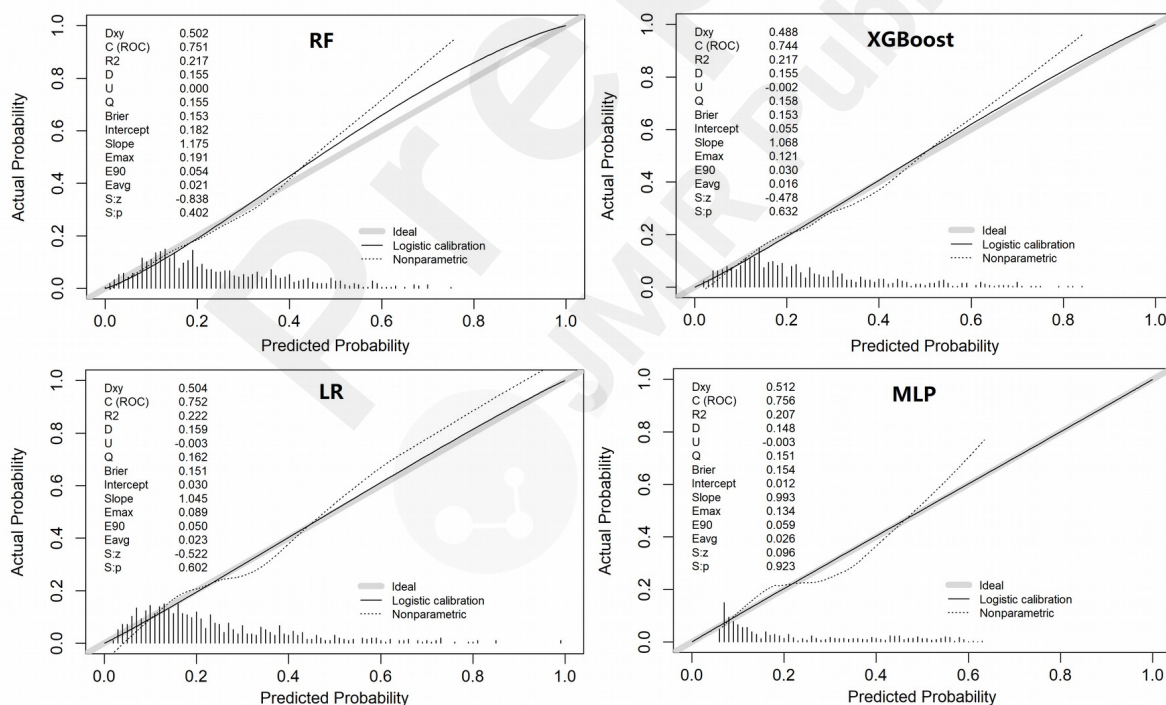 RF
Dxy 0.502
C (ROC) 0.751
R2 0.217
D 0.155
U 0.000
Q 0.155
Brier 0.153
Intercept 0.182
Slope 1.175
Emax 0.191
E90 0.054
Eavg 0.021
S:z -0.838
S:p 0.402
Ideal
Logistic calibration
Nonparametric
Actual Probability
0.0 0.2 0.4 0.6 0.8 1.0
0.0 0.2 0.4 0.6 0.8 1.0
Predicted Probability
XGBoost
Dxy 0.488
C (ROC) 0.744
R2 0.217
D 0.155
U -0.002
Q 0.158
Brier 0.153
Intercept 0.055
Slope 1.068
Emax 0.121
E90 0.030
Eavg 0.016
S:z -0.478
S:p 0.632
Ideal
Logistic calibration
Nonparametric
Actual Probability
0.0 0.2 0.4 0.6 0.8 1.0
0.0 0.2 0.4 0.6 0.8 1.0
Predicted Probability
LR
Dxy 0.504
C (ROC) 0.752
R2 0.222
D 0.159
U -0.003
Q 0.162
Brier 0.151
Intercept 0.030
Slope 1.045
Emax 0.089
E90 0.050
Eavg 0.023
S:z -0.522
S:p 0.602
Ideal
Logistic calibration
Nonparametric
Actual Probability
0.0 0.2 0.4 0.6 0.8 1.0
0.0 0.2 0.4 0.6 0.8 1.0
Predicted Probability
MLP
Dxy 0.512
C (ROC) 0.756
R2 0.207
D 0.148
U -0.003
Q 0.151
Brier 0.154
Intercept 0.012
Slope 0.993
Emax 0.134
E90 0.059
Eavg 0.026
S:z 0.096
S:p 0.923
Ideal
Logistic calibration
Nonparametric
Actual Probability
0.0 0.2 0.4 0.6 0.8 1.0
0.0 0.2 0.4 0.6 0.8 1.0
Predicted Probability
Pre
JMIR Pub